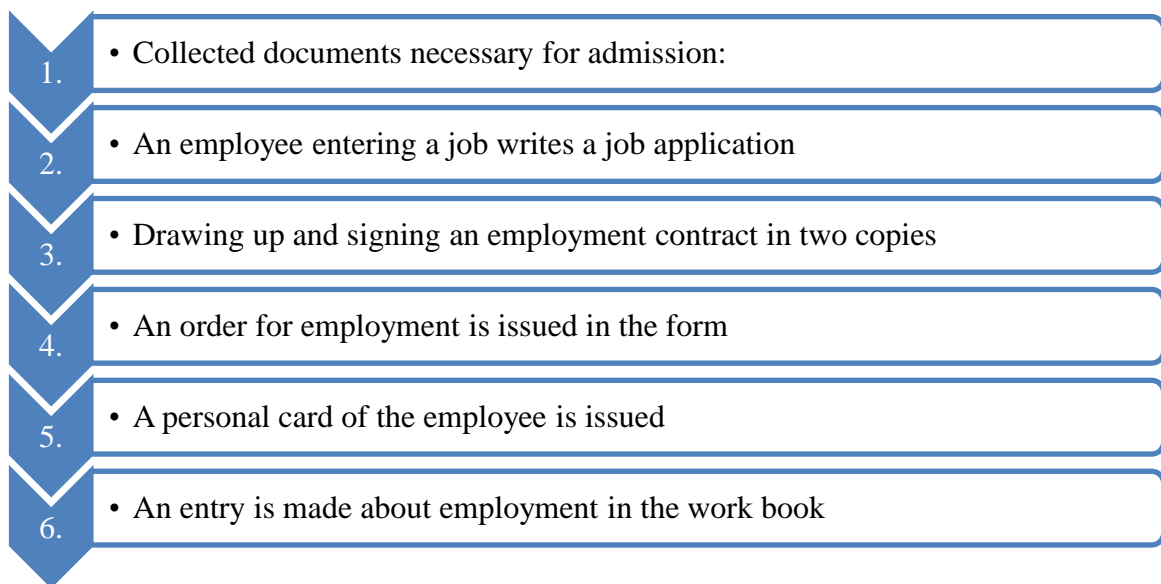 1. • Collected documents necessary for admission:
2. • An employee entering a job writes a job application
3. • Drawing up and signing an employment contract in two copies
4. • An order for employment is issued in the form
5. • A personal card of the employee is issued
6. • An entry is made about employment in the work book